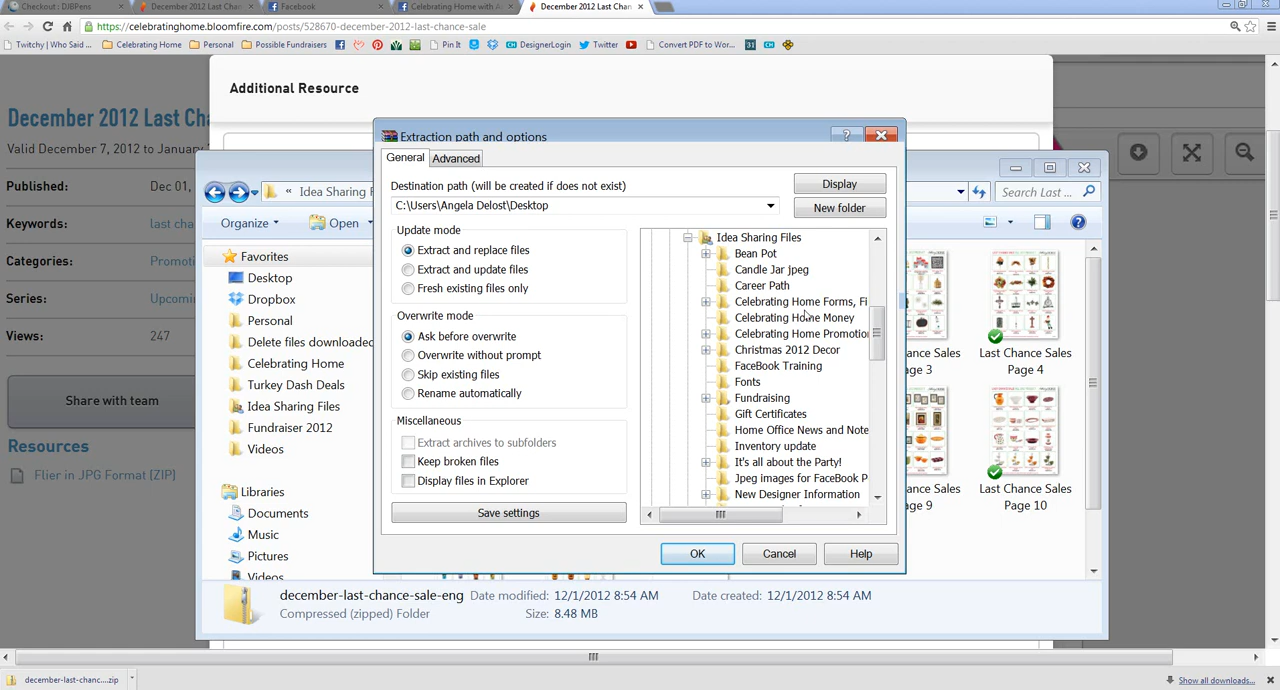 Checkout : DJBPens
December 2012 Last Chan
Facebook
Celebrating Home with A
December 2012 Last Chan
https://celebratinghome.bloomfire.com/posts/528670-december-2012-last-chance-sale
Twitchy | Who Said ...
Celebrating Home
Personal
Possible Fundraisers
Pin It
DesignerLogin
Twitter
Convert PDF to Wor...
31
Additional Resource
December 2012 Last Cha
Valid December 7, 2012 to January
Published:
Dec 01,
Keywords:
last cha
Categories:
Promoti
Series:
Upcomin
Views:
247
Share with team
Resources
Flier in JPG Format (ZIP)
Idea Sharing F
Search Last ...
Organize
Open
Favorites
Desktop
Dropbox
Personal
Delete files downloaded
Celebrating Home
Turkey Dash Deals
Idea Sharing Files
Fundraiser 2012
Videos
Libraries
Documents
Music
Pictures
Videos
Extraction path and options
General
Advanced
Destination path (will be created if does not exist)
Display
C:\Users\Angela Delost\Desktop
New folder
Update mode
Extract and replace files
Extract and update files
Fresh existing files only
Overwrite mode
Ask before overwrite
Overwrite without prompt
Skip existing files
Rename automatically
Miscellaneous
Extract archives to subfolders
Keep broken files
Display files in Explorer
Save settings
Idea Sharing Files
Bean Pot
Candle Jar jpeg
Career Path
Celebrating Home Forms, Fi
Celebrating Home Money
Celebrating Home Promotion
Christmas 2012 Decor
FaceBook Training
Fonts
Fundraising
Gift Certificates
Home Office News and Note
Inventory update
It's all about the Party!
Jpeg images for FaceBook P
New Designer Information
OK
Cancel
Help
Chance Sales
ge 3
Last Chance Sales
Page 4
Chance Sales
ge 9
Last Chance Sales
Page 10
december-last-chance-sale-eng
Date modified: 12/1/2012 8:54 AM
Date created: 12/1/2012 8:54 AM
Compressed (zipped) Folder
Size: 8.48 MB
december-last-chanc....zip
Show all downloads...